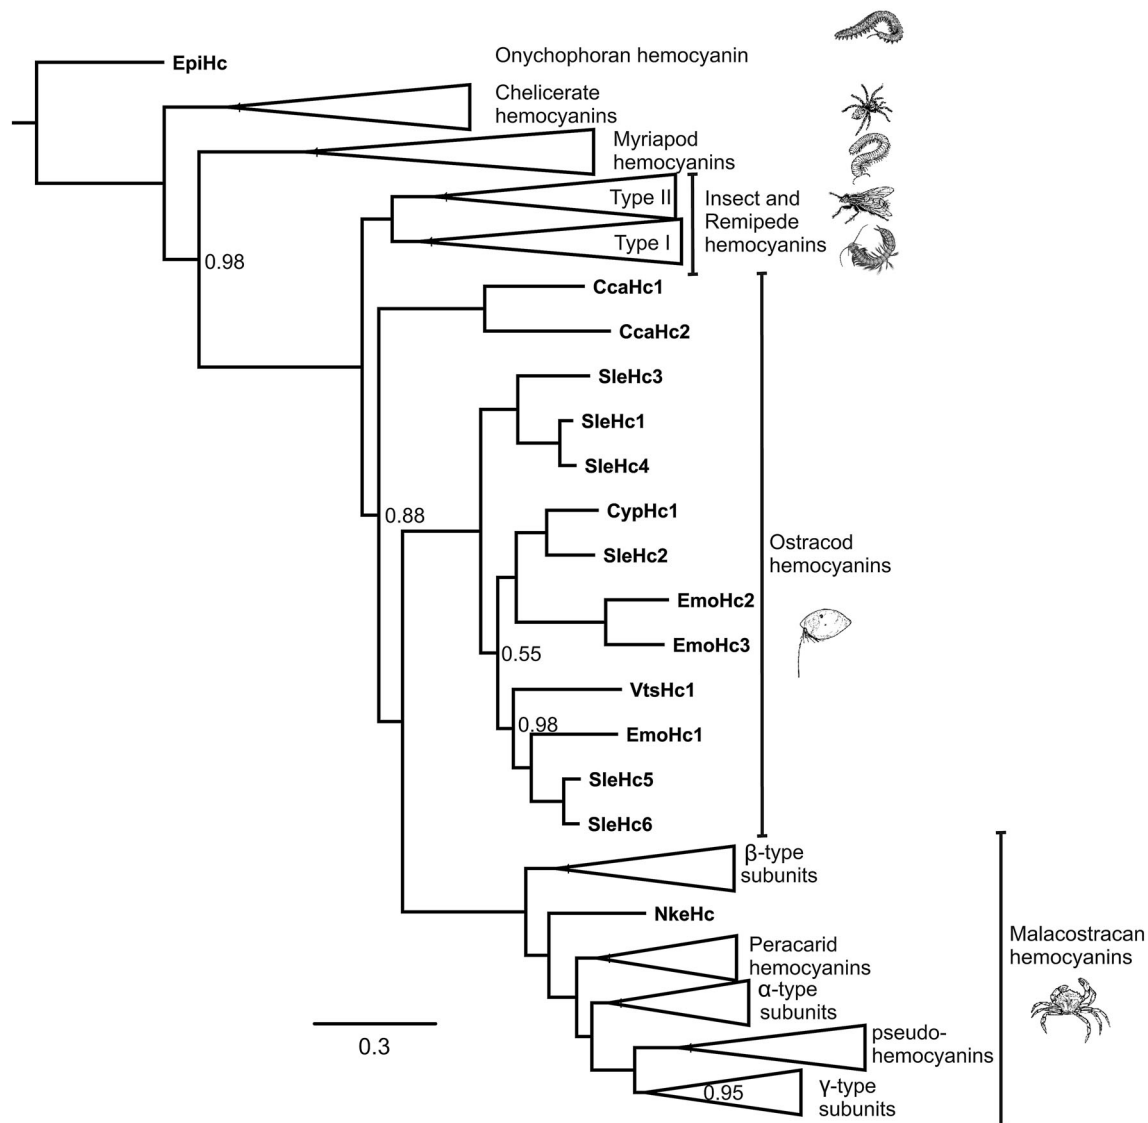 EpiHc
Onychophoran hemocyanin
Chelicerate
hemocyanins
Myriapod
hemocyanins
Type II
Type I
Insect and
Remipede
hemocyanins
0.98
CcaHc1
CcaHc2
SleHc3
SleHc1
SleHc4
0.88
CypHc1
SleHc2
Ostracod
hemocyanins
EmoHc2
EmoHc3
0.55
VtsHc1
0.98
EmoHc1
SleHc5
SleHc6
β-type
subunits
NkeHc
Malacostracan
hemocyanins
Peracarid
hemocyanins
α-type
subunits
0.3
pseudo-
hemocyanins
0.95
γ-type
subunits